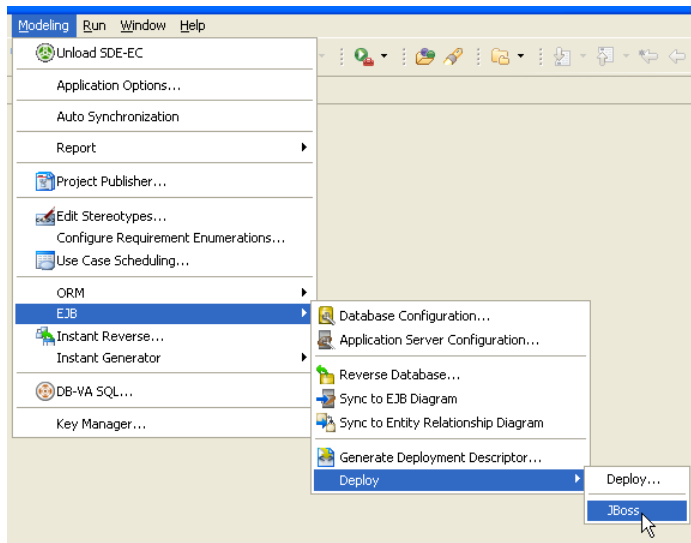 Modeling Run Window Help
Unload SDE-EC
Application Options...
Auto Synchronization
Report
Project Publisher...
Edit Stereotypes...
Configure Requirement Enumerations...
Use Case Scheduling...
ORM
EJB
Instant Reverse...
Instant Generator
DB-VA SQL...
Key Manager...
Database Configuration...
Application Server Configuration...
Reverse Database...
Sync to EJB Diagram
Sync to Entity Relationship Diagram
Generate Deployment Descriptor...
Deploy
Deploy...
JBoss